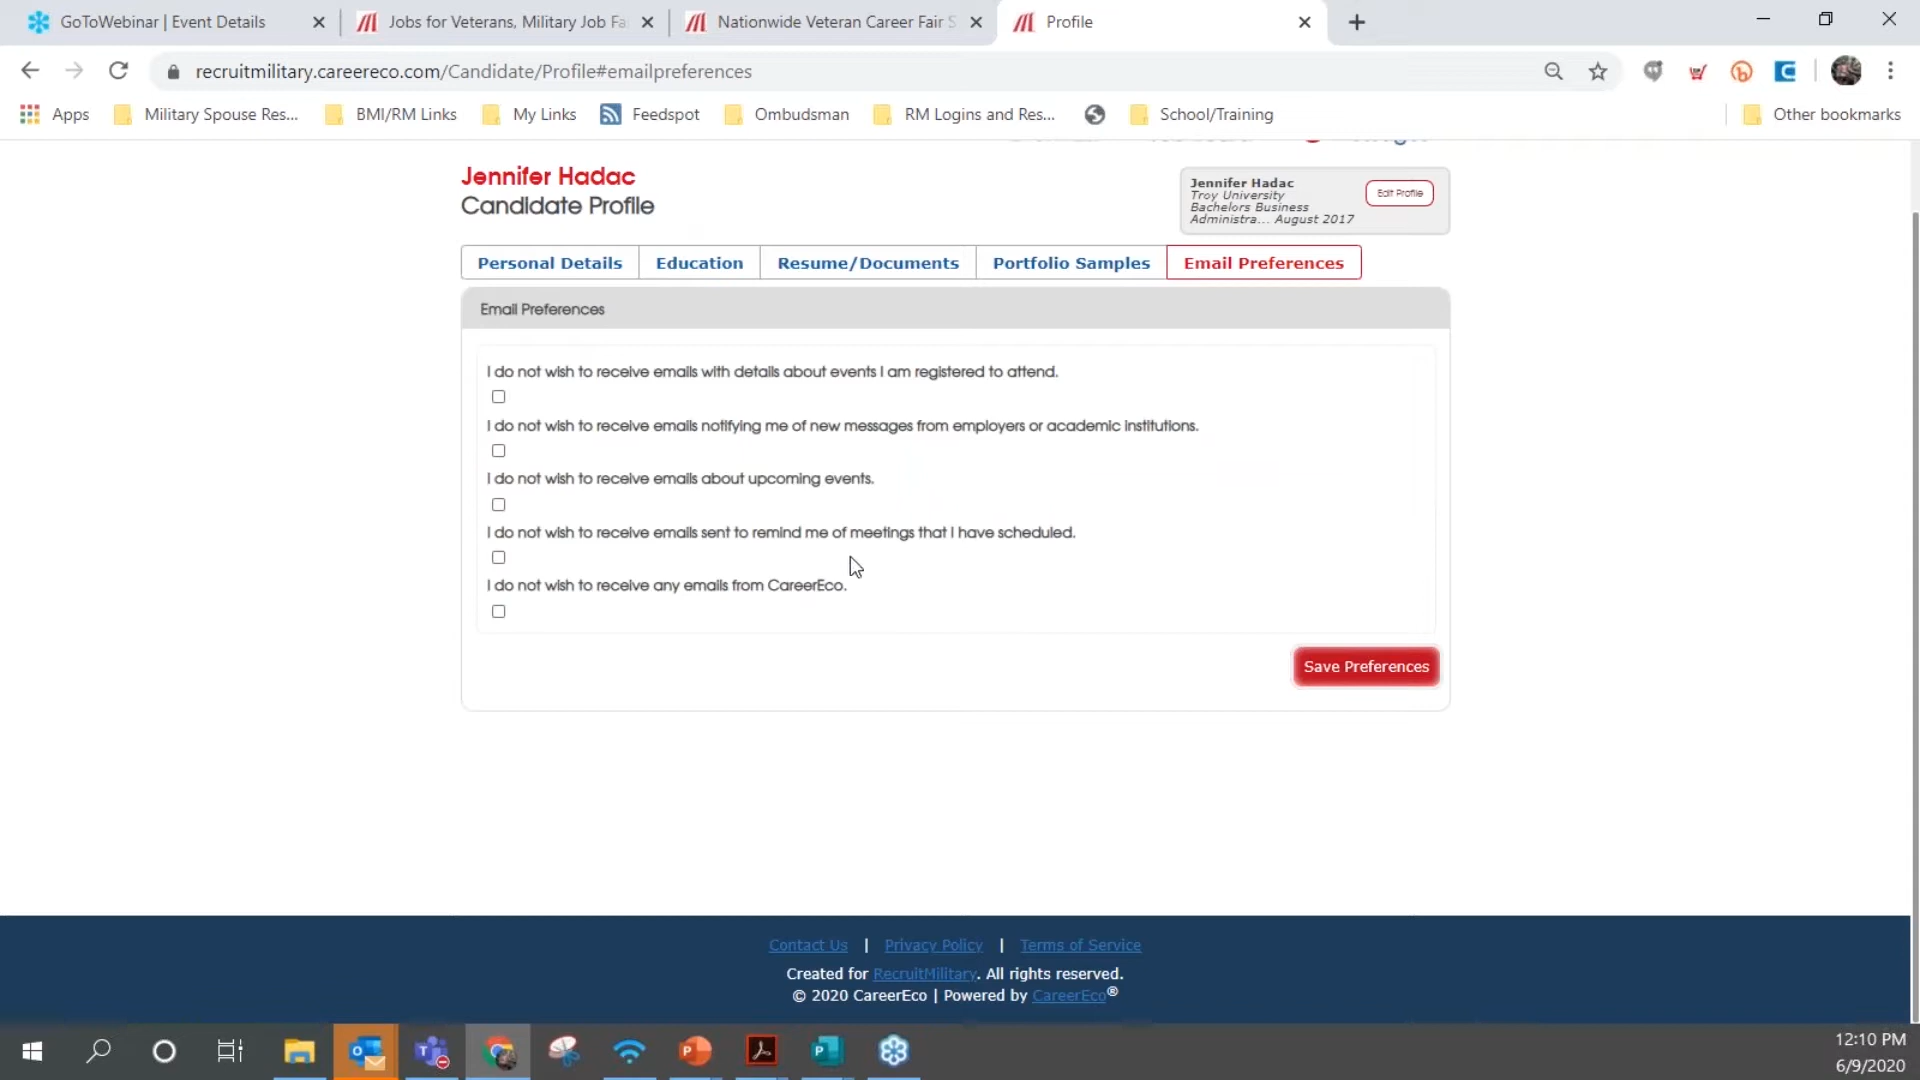 GoToWebinar | Event Details
Jobs for Veterans, Military Job Fa
Nationwide Veteran Career Fair S
Profile
recruitmilitary.careereco.com/Candidate/Profile#emailpreferences
Apps
Military Spouse Res...
BMI/RM Links
My Links
Feedspot
Ombudsman
RM Logins and Res...
School/Training
Other bookmarks
Jennifer Hadac
Candidate Profile
Jennifer Hadac
Troy University
Bachelors Business
Administra... August 2017
Edit Profile
Personal Details
Education
Resume/Documents
Portfolio Samples
Email Preferences
Email Preferences
I do not wish to receive emails with details about events I am registered to attend.
I do not wish to receive emails notifying me of new messages from employers or academic institutions.
I do not wish to receive emails about upcoming events.
I do not wish to receive emails sent to remind me of meetings that I have scheduled.
I do not wish to receive any emails from CareerEco.
Save Preferences
Contact Us | Privacy Policy | Terms of Service
Created for RecruitMilitary. All rights reserved.
© 2020 CareerEco | Powered by CareerEco®
12:10 PM
6/9/2020